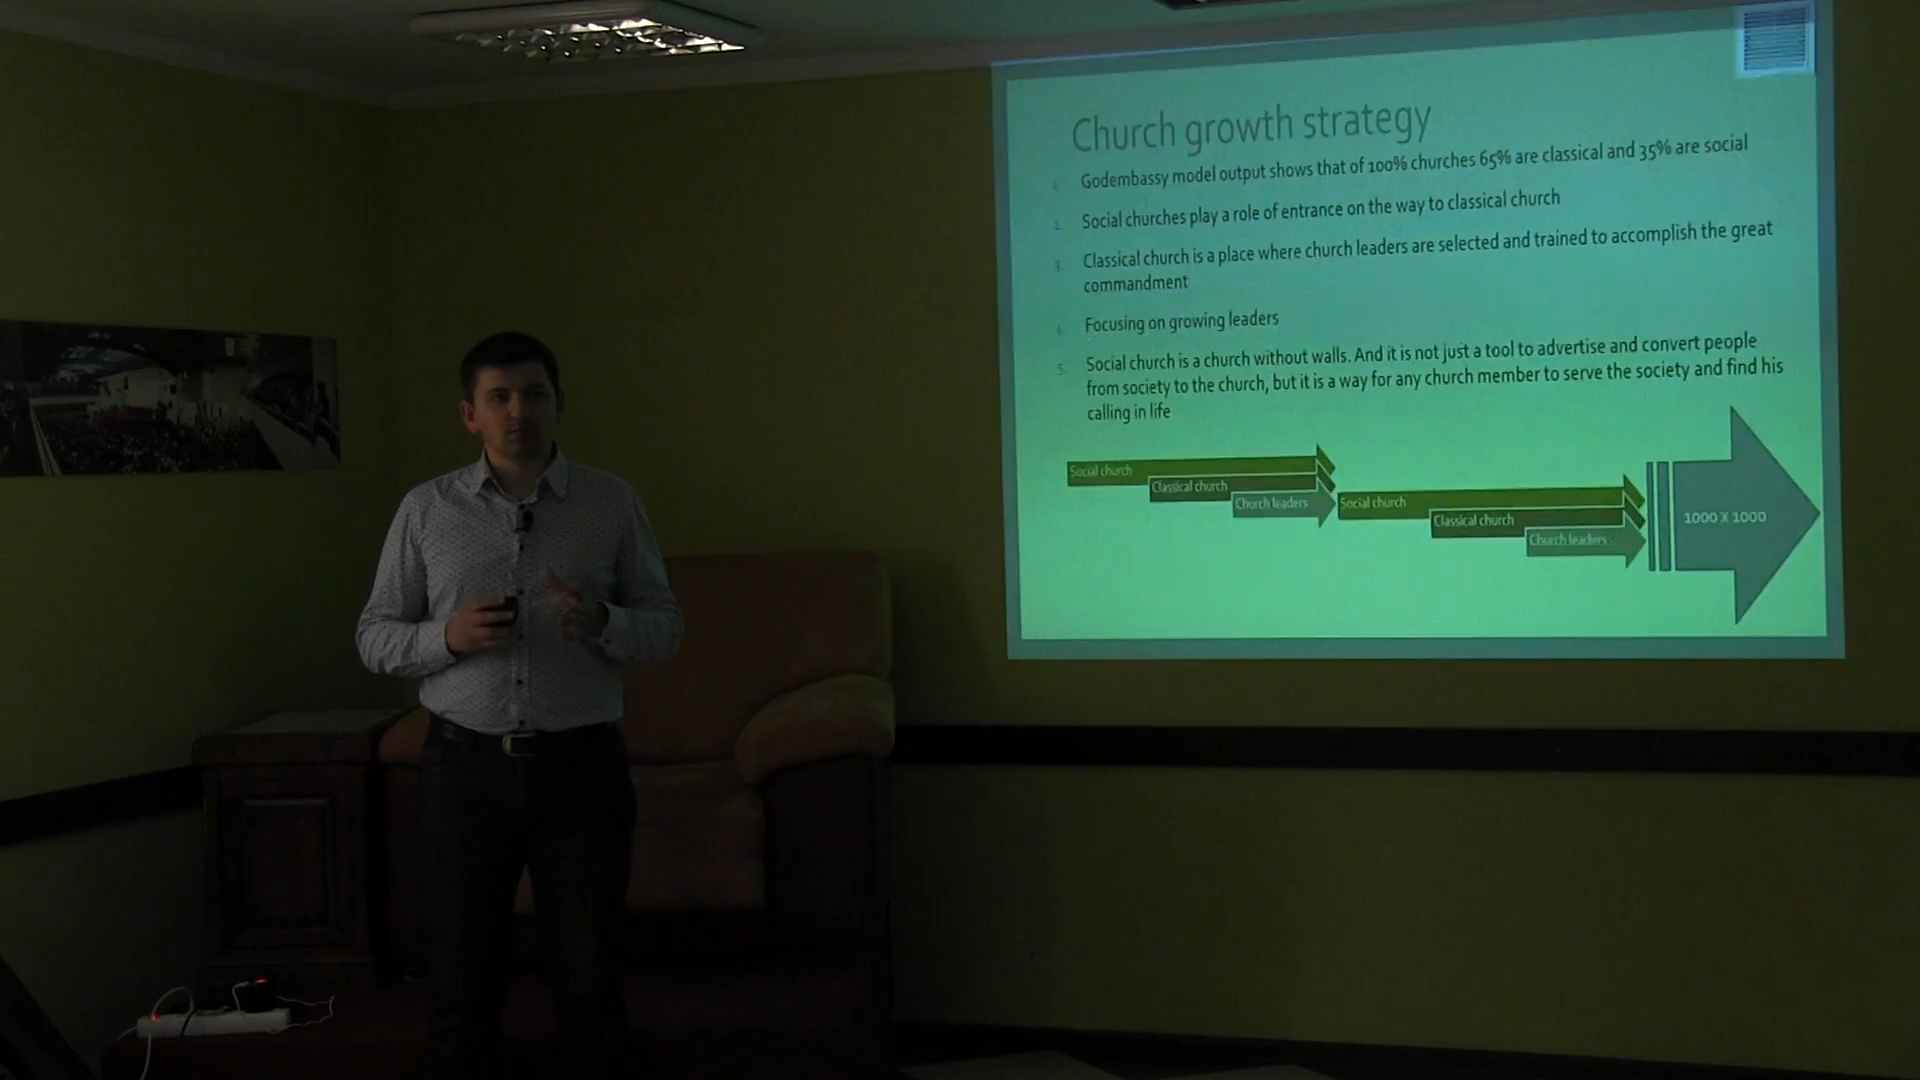 Church growth strategy
1. Godembassy model output shows that of 100% churches 65% are classical and 35% are social
2. Social churches play a role of entrance on the way to classical church
3. Classical church is a place where church leaders are selected and trained to accomplish the great
commandment
4. Focusing on growing leaders
5. Social church is a church without walls. And it is not just a tool to advertise and convert people
from society to the church, but it is a way for any church member to serve the society and find his
calling in life
Social church
Classical church
Church leaders
Social church
Classical church
Church leaders
1000 X 1000